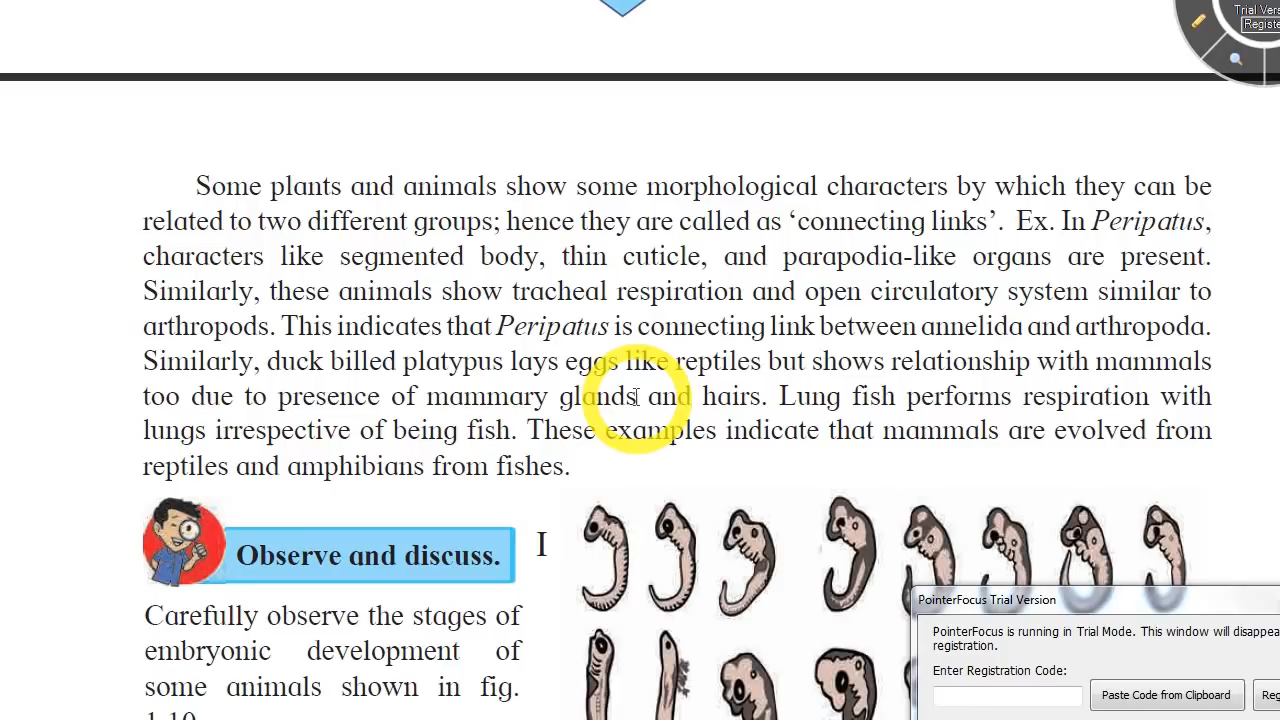 Trial Vers
Registe
Some plants and animals show some morphological characters by which they can be
related to two different groups; hence they are called as ‘connecting links’. Ex. In Peripatus,
characters like segmented body, thin cuticle, and parapodia-like organs are present.
Similarly, these animals show tracheal respiration and open circulatory system similar to
arthropods. This indicates that Peripatus is connecting link between annelida and arthropoda.
Similarly, duck billed platypus lays eggs like reptiles but shows relationship with mammals
too due to presence of mammary glands and hairs. Lung fish performs respiration with
lungs irrespective of being fish. These examples indicate that mammals are evolved from
reptiles and amphibians from fishes.
Observe and discuss.
I
Carefully observe the stages of
embryonic development of
some animals shown in fig.
1.10
PointerFocus Trial Version
PointerFocus is running in Trial Mode. This window will disappea
registration.
Enter Registration Code:
Paste Code from Clipboard
Reg